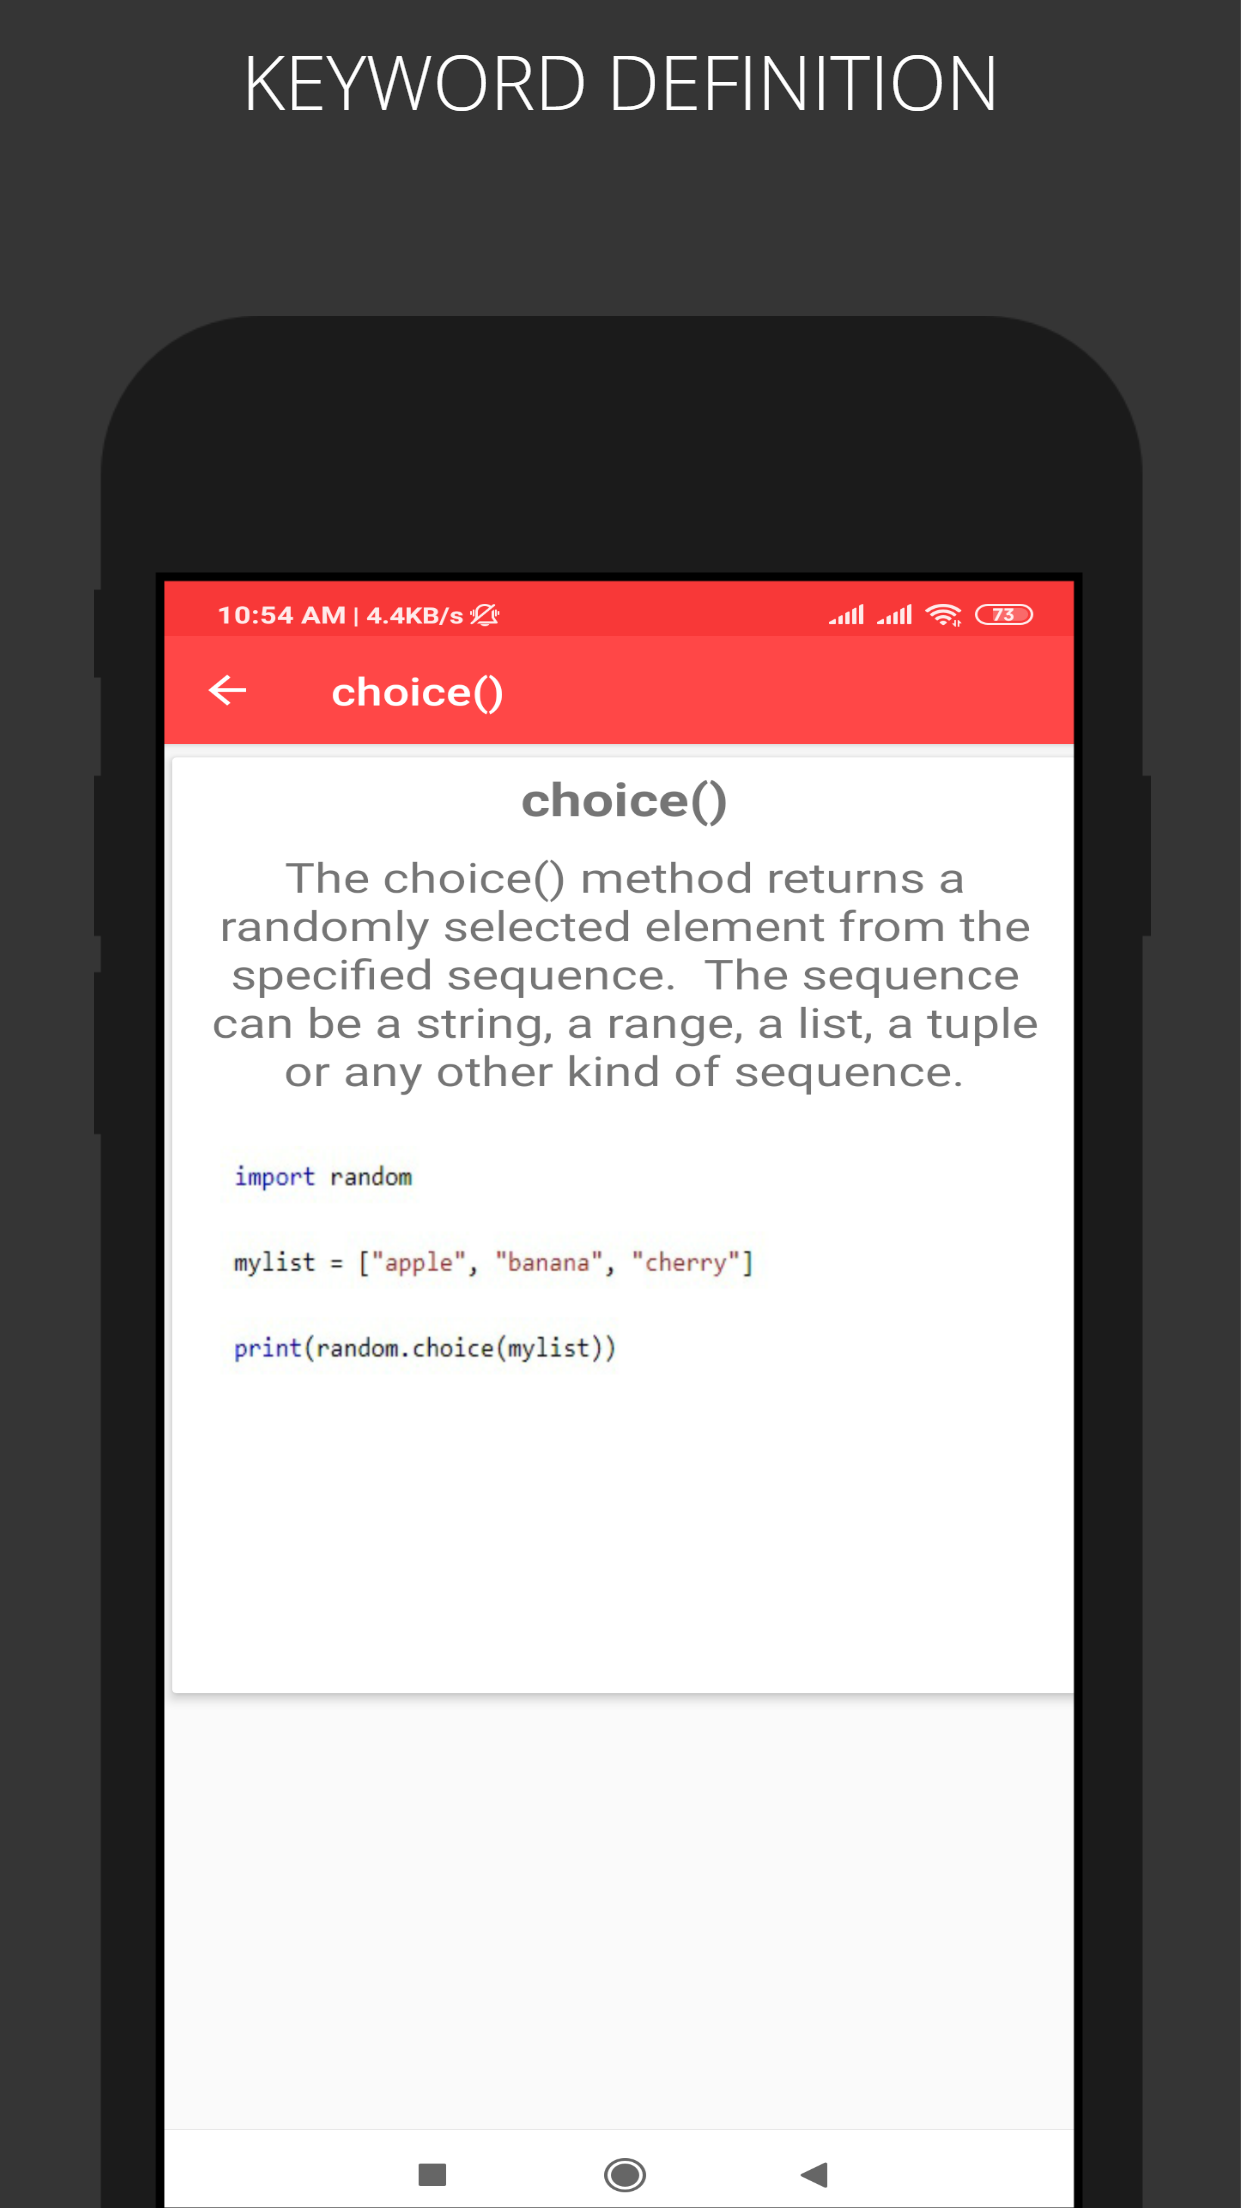 KEYWORD DEFINITION
10:54 AM | 4.4KB/s
73
choice()
choice()
The choice() method returns a
randomly selected element from the
specified sequence.  The sequence
can be a string, a range, a list, a tuple
or any other kind of sequence.
import random
mylist = ["apple", "banana", "cherry"]
print(random.choice(mylist))